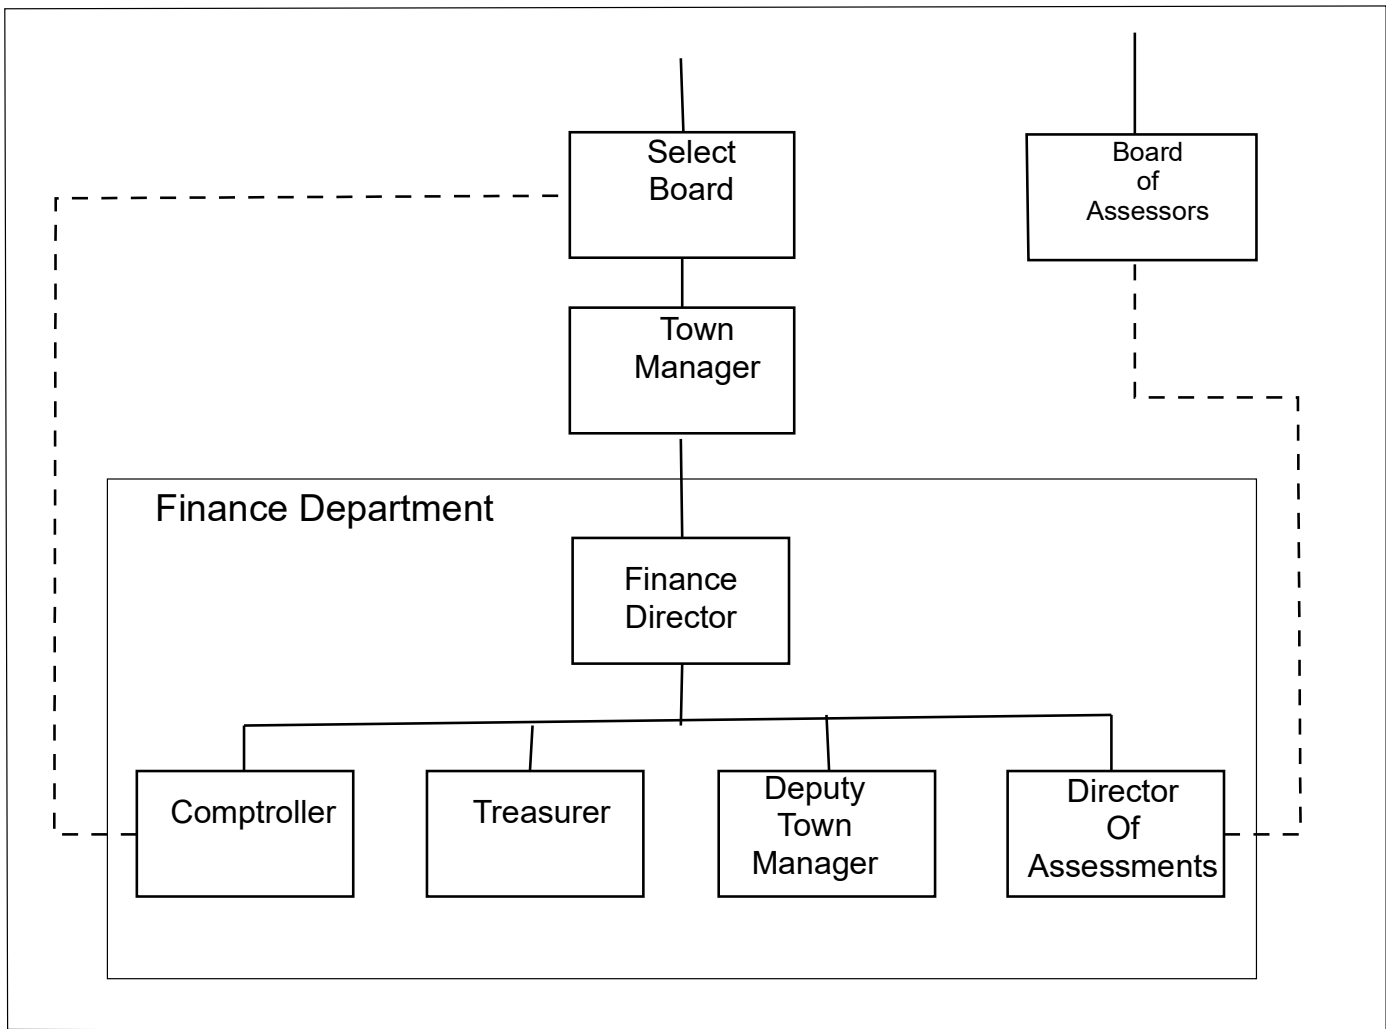 Select
Board
Board
of
Assessors
Town
Manager
Finance Department
Finance
Director
Comptroller
Treasurer
Deputy
Town
Manager
Director
Of
Assessments